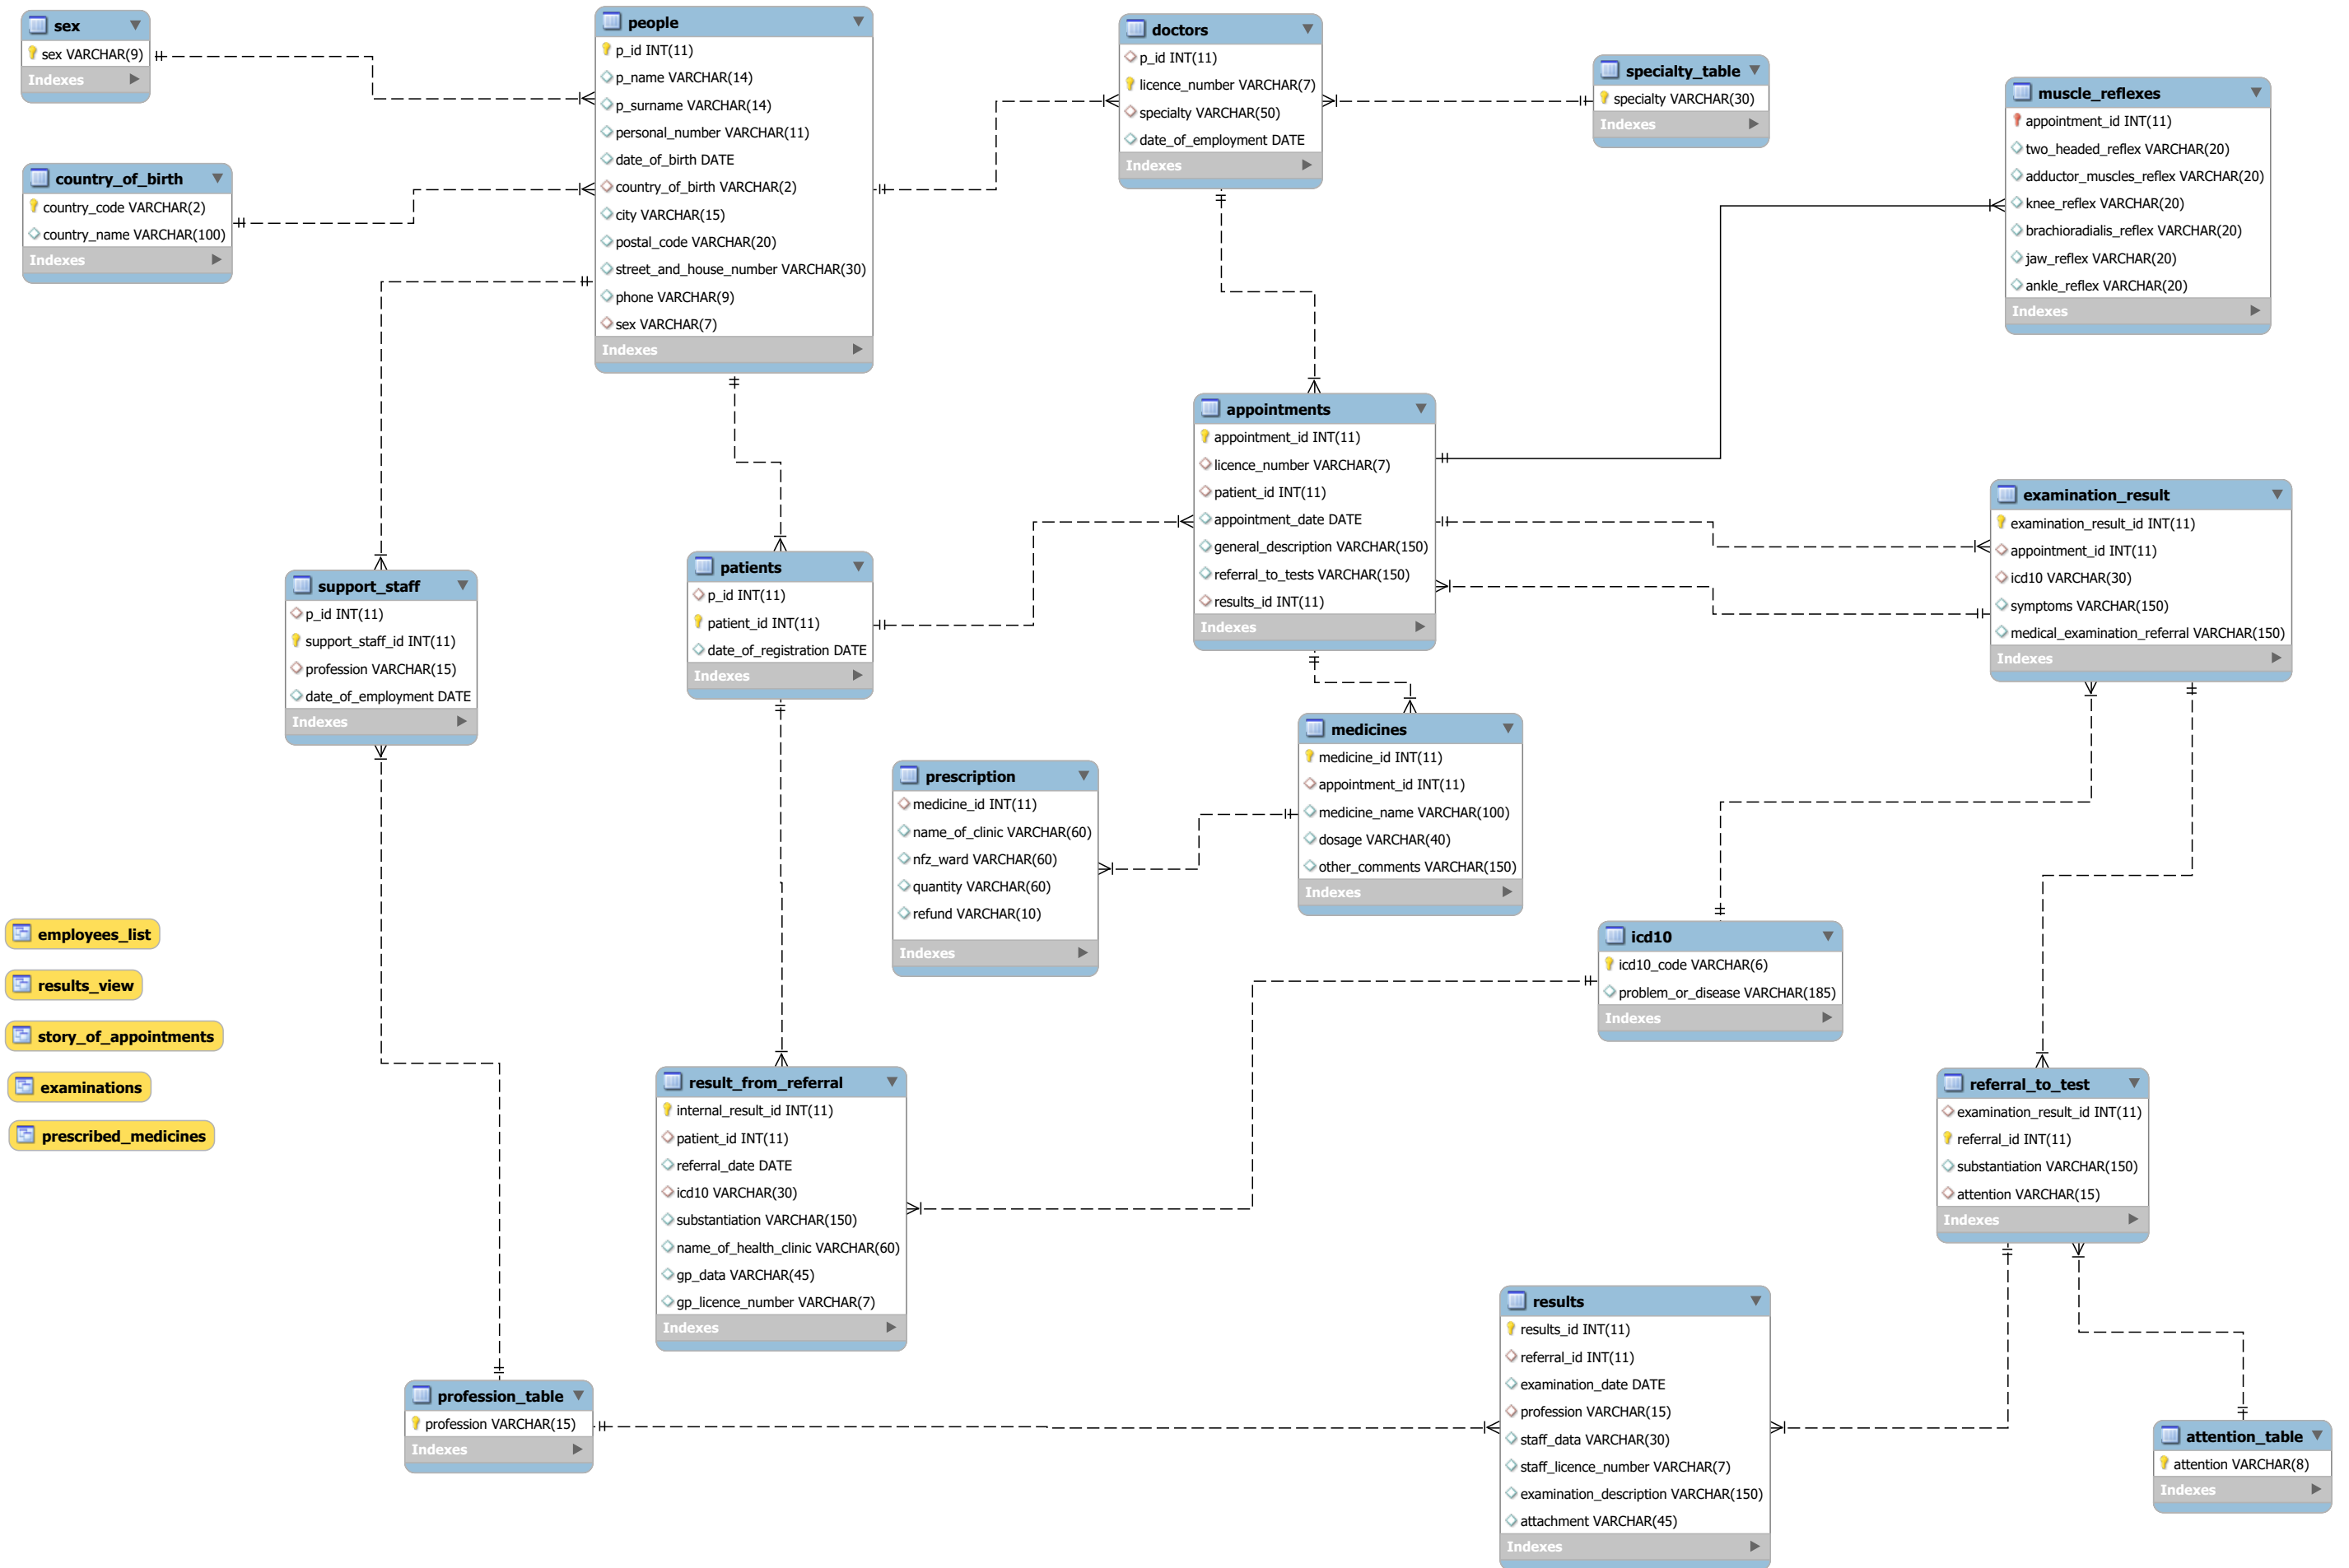 sex
sex VARCHAR(9)
Indexes
country_of_birth
country_code VARCHAR(2)
country_name VARCHAR(100)
Indexes
people
p_id INT(11)
p_name VARCHAR(14)
p_surname VARCHAR(14)
personal_number VARCHAR(11)
date_of_birth DATE
country_of_birth VARCHAR(2)
city VARCHAR(15)
postal_code VARCHAR(20)
street_and_house_number VARCHAR(30)
phone VARCHAR(9)
sex VARCHAR(7)
Indexes
doctors
p_id INT(11)
licence_number VARCHAR(7)
specialty VARCHAR(50)
date_of_employment DATE
Indexes
specialty_table
specialty VARCHAR(30)
Indexes
muscle_reflexes
appointment_id INT(11)
two_headed_reflex VARCHAR(20)
adductor_muscles_reflex VARCHAR(20)
knee_reflex VARCHAR(20)
brachioradialis_reflex VARCHAR(20)
jaw_reflex VARCHAR(20)
ankle_reflex VARCHAR(20)
Indexes
appointments
appointment_id INT(11)
licence_number VARCHAR(7)
patient_id INT(11)
appointment_date DATE
general_description VARCHAR(150)
referral_to_tests VARCHAR(150)
results_id INT(11)
Indexes
examination_result
examination_result_id INT(11)
appointment_id INT(11)
icd10 VARCHAR(30)
symptoms VARCHAR(150)
medical_examination_referral VARCHAR(150)
Indexes
support_staff
p_id INT(11)
support_staff_id INT(11)
profession VARCHAR(15)
date_of_employment DATE
Indexes
patients
p_id INT(11)
patient_id INT(11)
date_of_registration DATE
Indexes
medicines
medicine_id INT(11)
appointment_id INT(11)
medicine_name VARCHAR(100)
dosage VARCHAR(40)
other_comments VARCHAR(150)
Indexes
prescription
medicine_id INT(11)
name_of_clinic VARCHAR(60)
nfz_ward VARCHAR(60)
quantity VARCHAR(60)
refund VARCHAR(10)
Indexes
employees_list
results_view
story_of_appointments
examinations
prescribed_medicines
icd10
icd10_code VARCHAR(6)
problem_or_disease VARCHAR(185)
Indexes
result_from_referral
internal_result_id INT(11)
patient_id INT(11)
referral_date DATE
icd10 VARCHAR(30)
substantiation VARCHAR(150)
name_of_health_clinic VARCHAR(60)
gp_data VARCHAR(45)
gp_licence_number VARCHAR(7)
Indexes
referral_to_test
examination_result_id INT(11)
referral_id INT(11)
substantiation VARCHAR(150)
attention VARCHAR(15)
Indexes
profession_table
profession VARCHAR(15)
Indexes
results
results_id INT(11)
referral_id INT(11)
examination_date DATE
profession VARCHAR(15)
staff_data VARCHAR(30)
staff_licence_number VARCHAR(7)
examination_description VARCHAR(150)
attachment VARCHAR(45)
Indexes
attention_table
attention VARCHAR(8)
Indexes